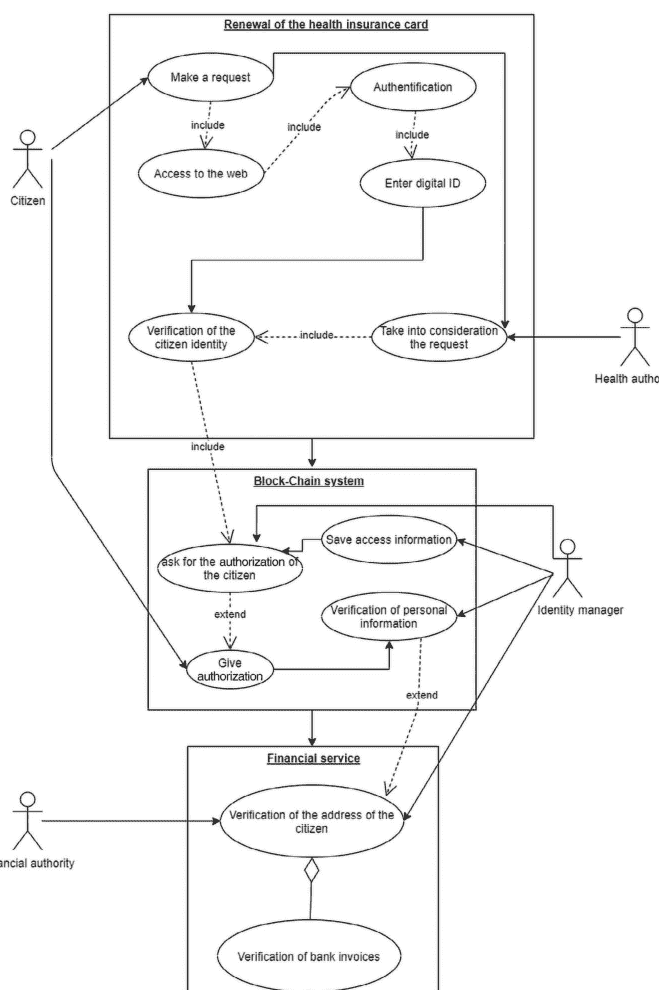 Renewal of the health insurance card
Make a request
Authentification
include
include
include
Access to the web
Enter digital ID
Citizen
Verification of the
citizen identity
include
Take into consideration
the request
Health autho
include
Block-Chain system
Save access information
ask for the authorization of
the citizen
Verification of personal
information
Identity manager
extend
Give
authorization
extend
Financial service
Verification of the address of the
citizen
ancial authority
Verification of bank invoices